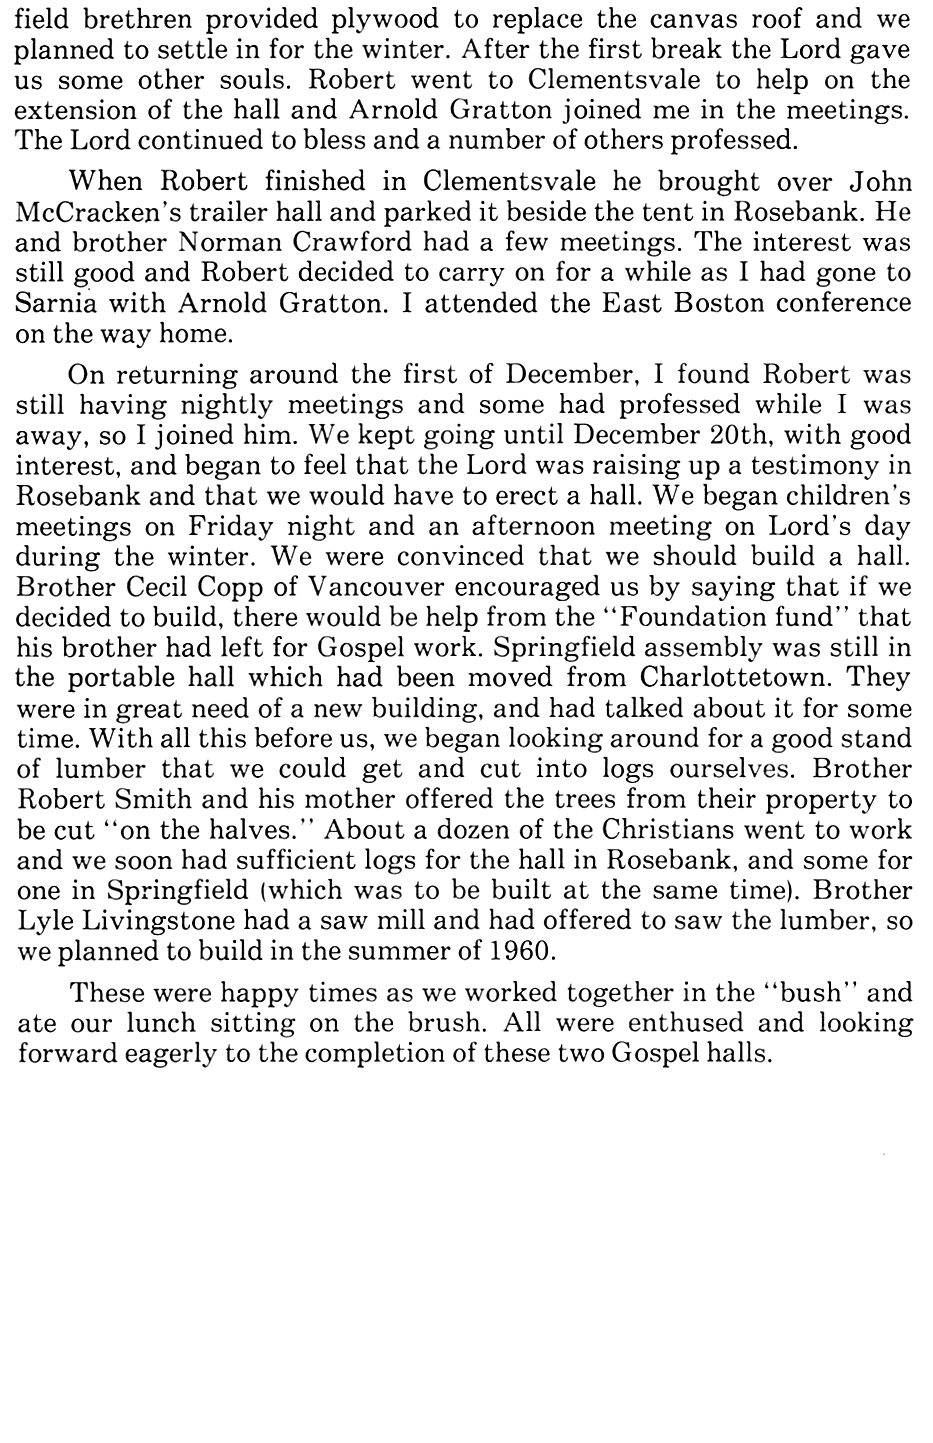 field brethren provided plywood to replace the canvas roof and we
planned to settle in for the winter. After the first break the Lord gave
us some other souls. Robert went to Clementsvale to help on the
extension of the hall and Arnold Gratton joined me in the meetings.
The Lord continued to bless and a number of others professed.
When Robert finished in Clementsvale he brought over John
McCracken's trailer hall and parked it beside the tent in Rosebank. He
and brother Norman Crawford had a few meetings. The interest was
still good and Robert decided to carry on for a while as I had gone to
Sarnia with Arnold Gratton. I attended the East Boston conference
on the way home.
On returning around the first of December, I found Robert was
still having nightly meetings and some had professed while I was
away, so I joined him. We kept going until December 20th, with good
interest, and began to feel that the Lord was raising up a testimony in
Rosebank and that we would have to erect a hall. We began children's
meetings on Friday night and an afternoon meeting on Lord's day
during the winter. We were convinced that we should build a hall.
Brother Cecil Copp of Vancouver encouraged us by saying that if we
decided to build, there would be help from the "Foundation fund" that
his brother had left for Gospel work. Springfield assembly was still in
the portable hall which had been moved from Charlottetown. They
were in great need of a new building, and had talked about it for some
time. With all this before us, we began looking around for a good stand
of lumber that we could get and cut into logs ourselves. Brother
Robert Smith and his mother offered the trees from their property to
be cut "on the halves." About a dozen of the Christians went to work
and we soon had sufficient logs for the hall in Rosebank, and some for
one in Springfield (which was to be built at the same time). Brother
Lyle Livingstone had a saw mill and had offered to saw the lumber, so
we planned to build in the summer of 1960.
These were happy times as we worked together in the "bush" and
ate our lunch sitting on the brush. All were enthused and looking
forward eagerly to the completion of these two Gospel halls.